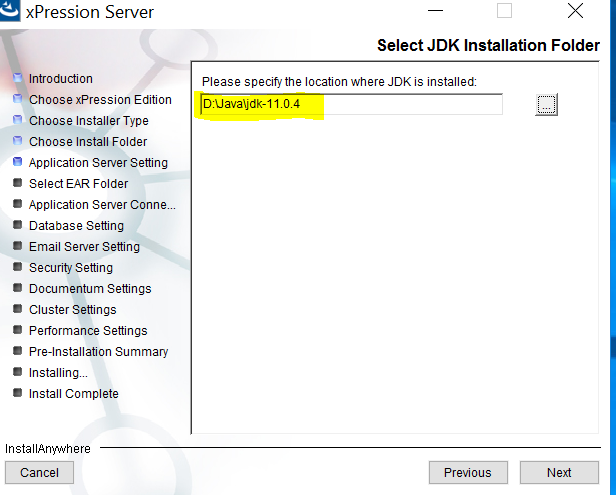 xPression Server
Select JDK Installation Folder
Introduction
Choose xPression Edition
Choose Installer Type
Choose Install Folder
Application Server Setting
Select EAR Folder
Application Server Conne...
Database Setting
Email Server Setting
Security Setting
Documentum Settings
Cluster Settings
Performance Settings
Pre-Installation Summary
Installing...
Install Complete
Please specify the location where JDK is installed:
D:\Java\jdk-11.0.4
...
InstallAnywhere
Cancel
Previous
Next